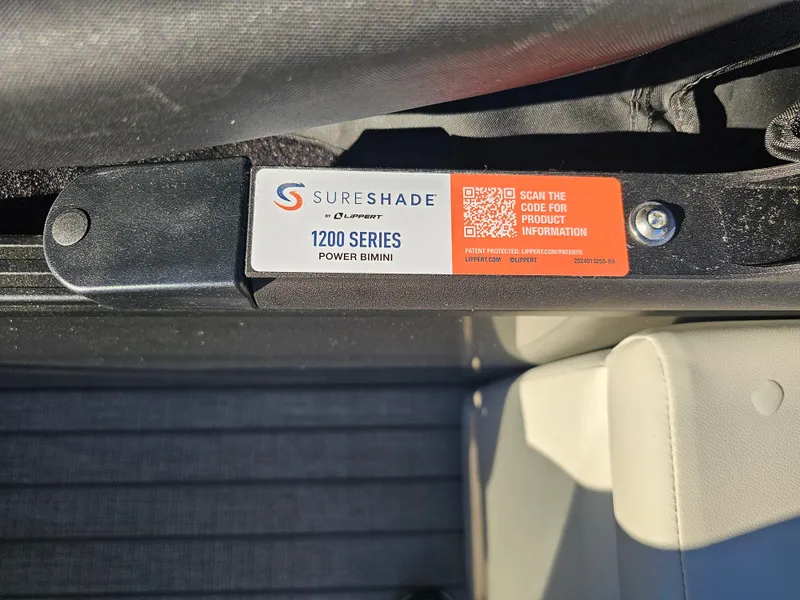 SURESHADE
BY LIPPERT
1200 SERIES
POWER BIMINI
SCAN THE
CODE FOR
PRODUCT
INFORMATION
PATENT PROTECTED: LIPPERT.COM/PATENTS
LIPPERT.COM ©LIPPERT